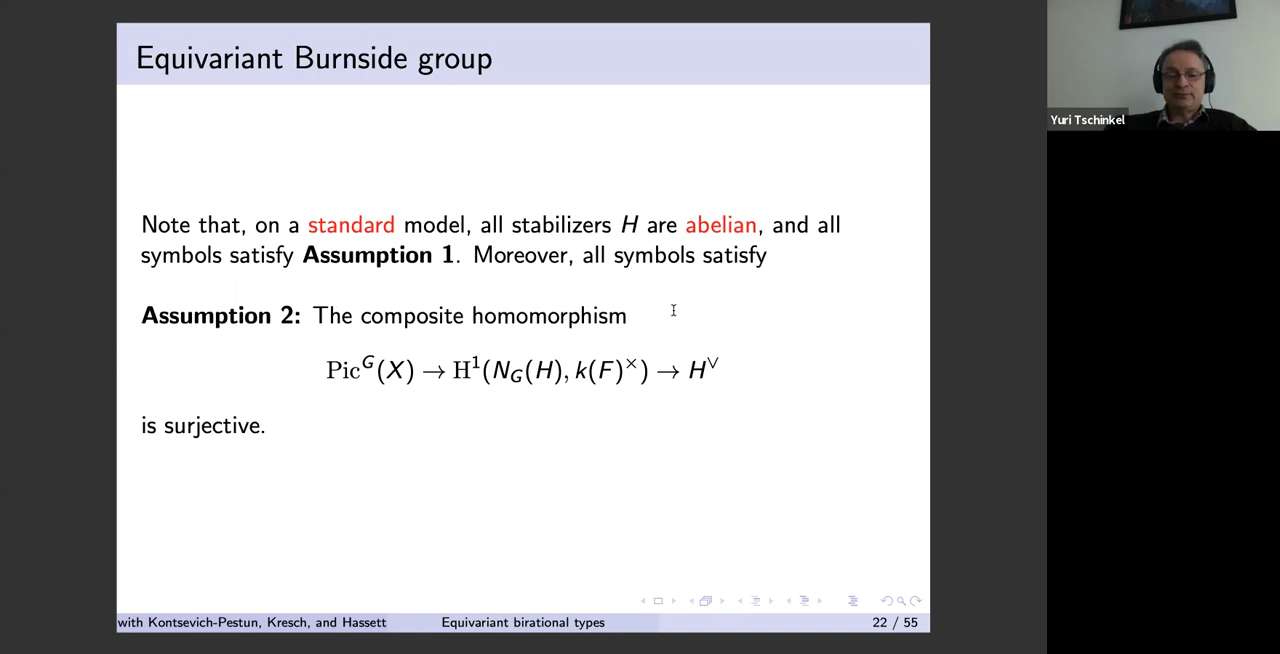 Equivariant Burnside group
Yuri Tschinkel
Note that, on a standard model, all stabilizers H are abelian, and all
symbols satisfy Assumption 1. Moreover, all symbols satisfy
Assumption 2: The composite homomorphism
Pic^G(X) → H^1(N_G(H), k(F)^×) → H^∨
is surjective.
with Kontsevich-Pestun, Kresch, and Hassett
Equivariant birational types
22 / 55